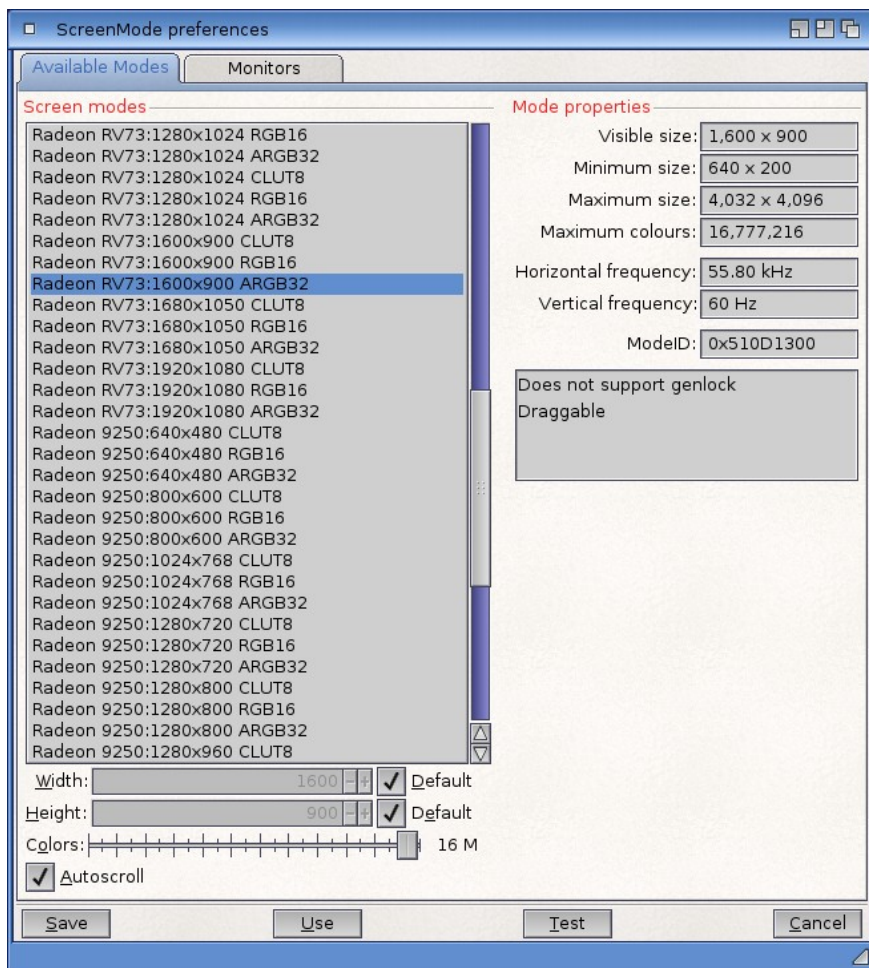 ScreenMode preferences
Available Modes
Monitors
Screen modes
Radeon RV73:1280x1024 RGB16
Radeon RV73:1280x1024 ARGB32
Radeon RV73:1280x1024 CLUT8
Radeon RV73:1280x1024 RGB16
Radeon RV73:1280x1024 ARGB32
Radeon RV73:1600x900 CLUT8
Radeon RV73:1600x900 RGB16
Radeon RV73:1600x900 ARGB32
Radeon RV73:1680x1050 CLUT8
Radeon RV73:1680x1050 RGB16
Radeon RV73:1680x1050 ARGB32
Radeon RV73:1920x1080 CLUT8
Radeon RV73:1920x1080 RGB16
Radeon RV73:1920x1080 ARGB32
Radeon 9250:640x480 CLUT8
Radeon 9250:640x480 RGB16
Radeon 9250:640x480 ARGB32
Radeon 9250:800x600 CLUT8
Radeon 9250:800x600 RGB16
Radeon 9250:800x600 ARGB32
Radeon 9250:1024x768 CLUT8
Radeon 9250:1024x768 RGB16
Radeon 9250:1024x768 ARGB32
Radeon 9250:1280x720 CLUT8
Radeon 9250:1280x720 RGB16
Radeon 9250:1280x720 ARGB32
Radeon 9250:1280x800 CLUT8
Radeon 9250:1280x800 RGB16
Radeon 9250:1280x800 ARGB32
Radeon 9250:1280x960 CLUT8
Width: 1600 - + Default
Height: 900 - + Default
Colors: 16 M
Autoscroll
Mode properties
Visible size: 1,600 x 900
Minimum size: 640 x 200
Maximum size: 4,032 x 4,096
Maximum colours: 16,777,216
Horizontal frequency: 55.80 kHz
Vertical frequency: 60 Hz
ModeID: 0x510D1300
Does not support genlock
Draggable
Save
Use
Test
Cancel